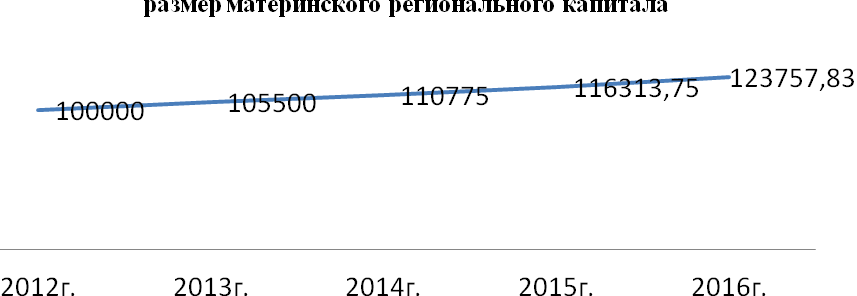 размер материнского регионального капитала
100000 105500 110775 116313,75 123757,83
2012г. 2013г. 2014г. 2015г. 2016г.